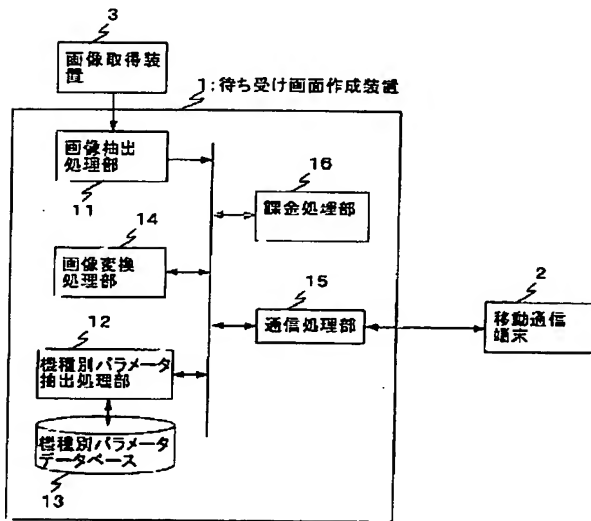 3
画像取得装
置
1;待ち受け画面作成装置
画像抽出
処理部
11
16
課金処理部
14
画像変換
処理部
15
通信処理部
2
移動通信
端末
12
機種別パラメータ
抽出処理部
機種別パラメータ
データベース
13